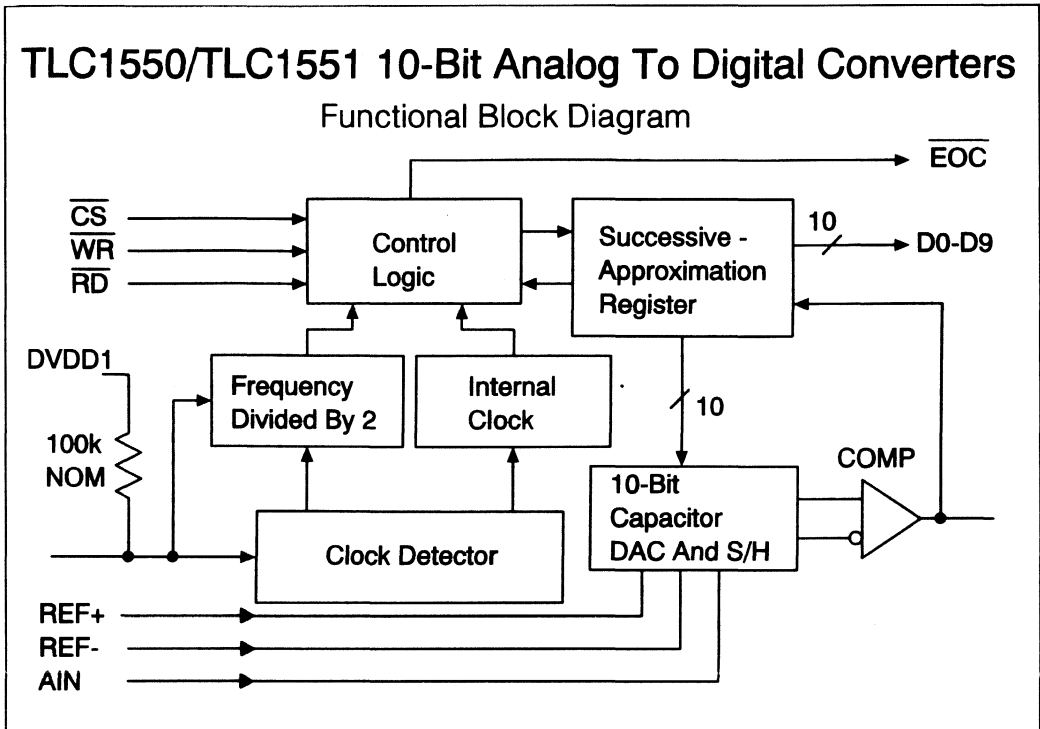 TLC1550/TLC1551 10-Bit Analog To Digital Converters
Functional Block Diagram
EOC
CS
WR
RD
Control
Logic
Successive -
Approximation
Register
10
D0-D9
DVDD1
100k
NOM
Frequency
Divided By 2
Internal
Clock
10
COMP
Clock Detector
10-Bit
Capacitor
DAC And S/H
REF+
REF-
AIN